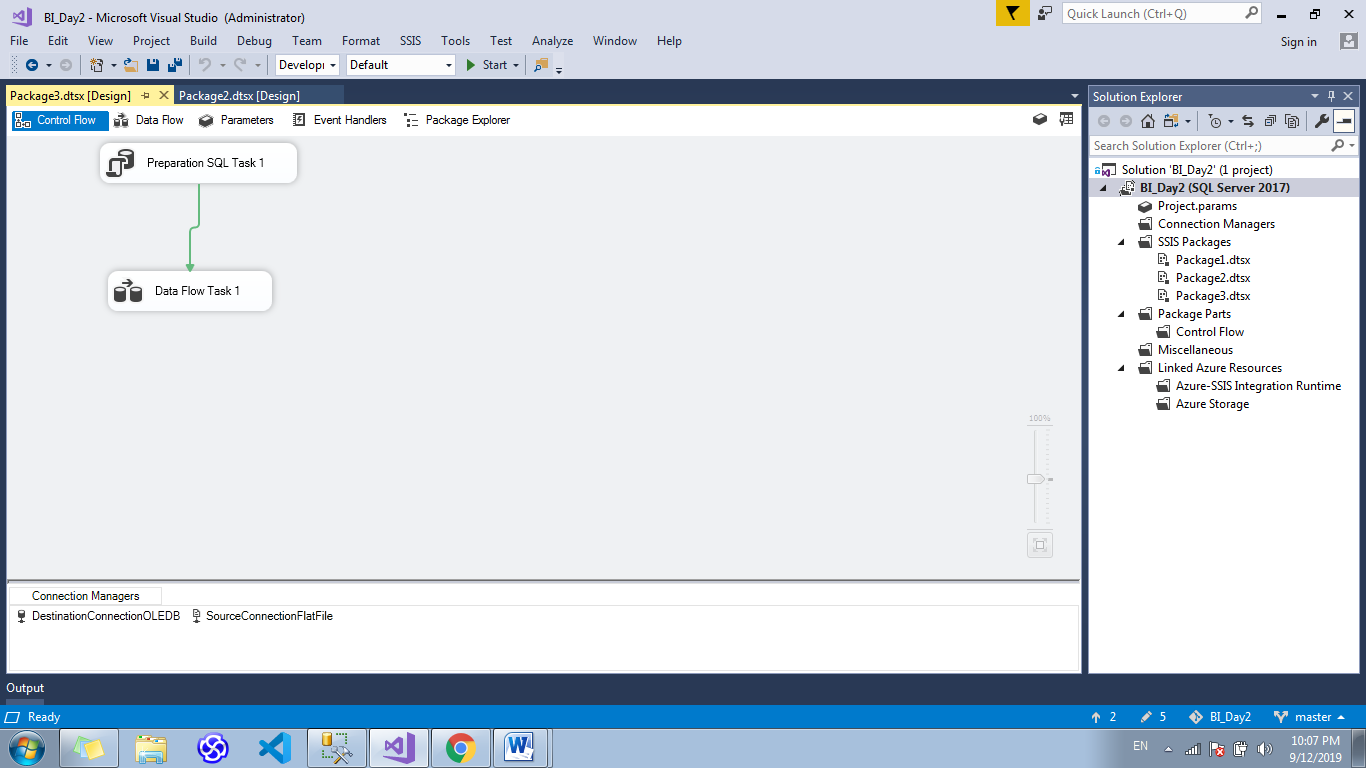 BI_Day2 - Microsoft Visual Studio (Administrator)
Quick Launch (Ctrl+Q)
File Edit View Project Build Debug Team Format SSIS Tools Test Analyze Window Help
Sign in
Developı Default Start
Package3.dtsx [Design] Package2.dtsx [Design]
Control Flow Data Flow Parameters Event Handlers Package Explorer
Preparation SQL Task 1
Data Flow Task 1
100%
Connection Managers
DestinationConnectionOLEDB SourceConnectionFlatFile
Solution Explorer
Search Solution Explorer (Ctrl+;)
Solution 'BI_Day2' (1 project)
BI_Day2 (SQL Server 2017)
Project.params
Connection Managers
SSIS Packages
Package1.dtsx
Package2.dtsx
Package3.dtsx
Package Parts
Control Flow
Miscellaneous
Linked Azure Resources
Azure-SSIS Integration Runtime
Azure Storage
Output
Ready
2 5 BI_Day2 master
EN
10:07 PM
9/12/2019